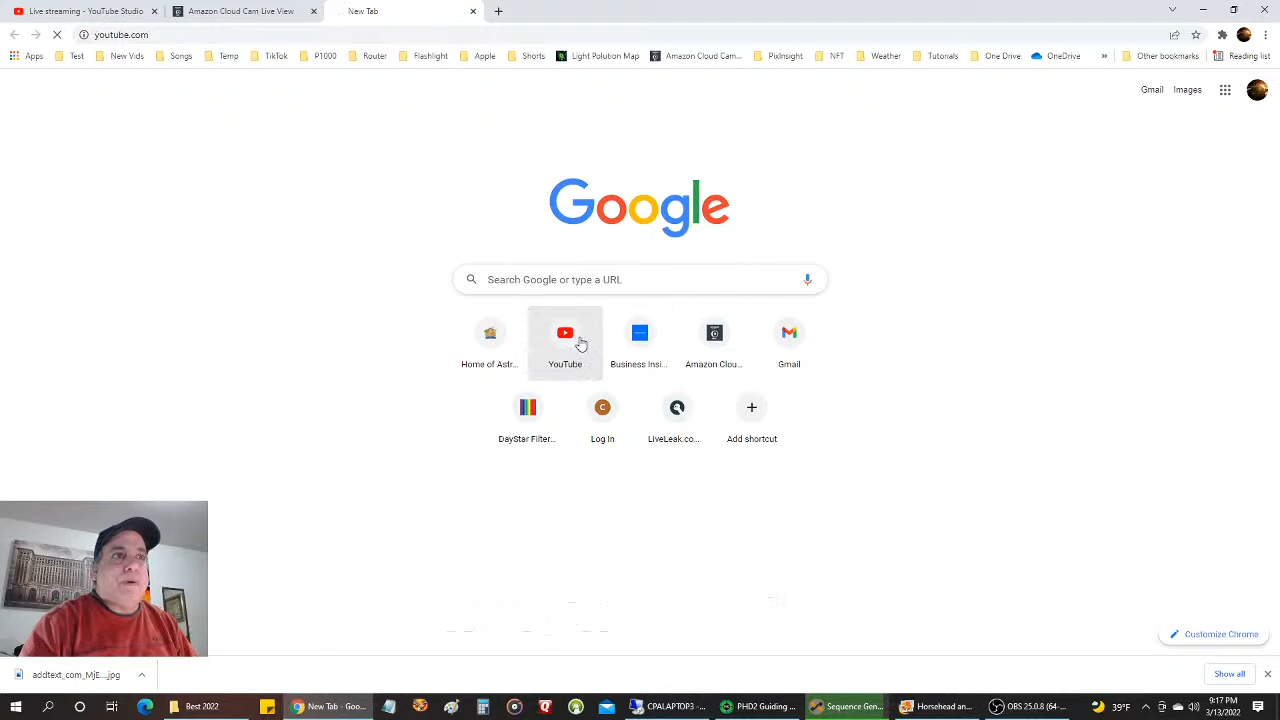 Live streaming - YouTube Studio
Amazon Cloud Cam Live View
New Tab
youtube.com
Apps
Test
New Vids
Songs
Temp
TikTok
P1000
Router
Flashlight
Apple
Shorts
Light Polution Map
Amazon Cloud Cam...
PixInsight
NFT
Weather
Tutorials
One Drive
OneDrive
Other bookmarks
Reading list
Gmail
Images
Google
Search Google or type a URL
Home of Astr...
YouTube
Business Insi...
Amazon Clou...
Gmail
C
DayStar Filter...
Log In
LiveLeak.co...
Add shortcut
Customize Chrome
addtext_com_MjE....jpg
Show all
Best 2022
New Tab - Goo...
CPALAPTOP3 - ...
PH22 Guiding...
Sequence Gen...
Horsehead an...
OBS 25.0.8 (64-...
39°F
9:17 PM
3/13/2022